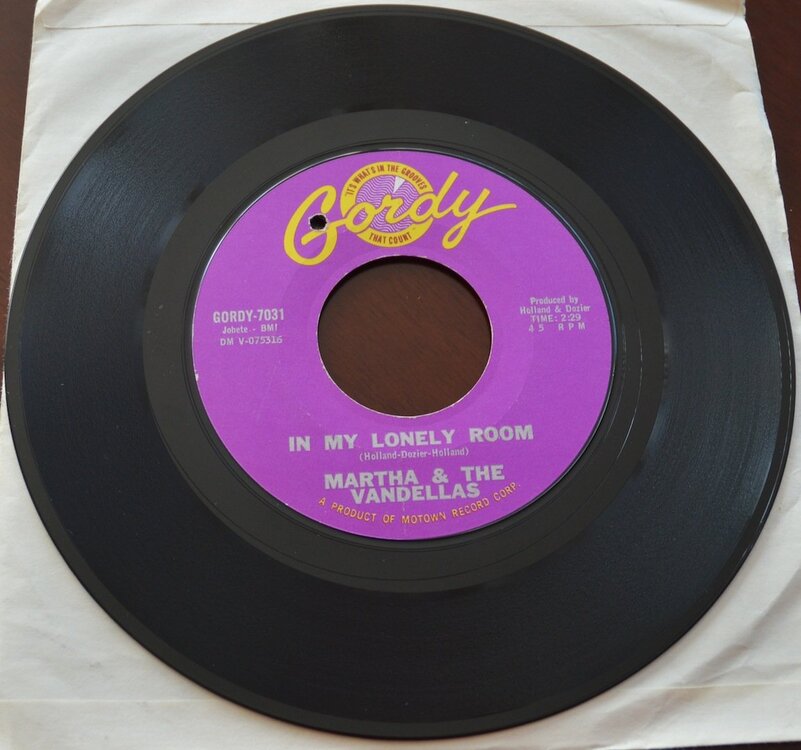 IT'S WHAT'S IN THE GROOVES
Gordy
THAT COUNT
GORDY-7031
Jobete - BMI
DM V-075316
Produced by
Holland & Dozier
TIME: 2:29
45 RPM
IN MY LONELY ROOM
(Holland-Dozier-Holland)
MARTHA & THE
VANDELLAS
A PRODUCT OF MOTOWN RECORD CORP.